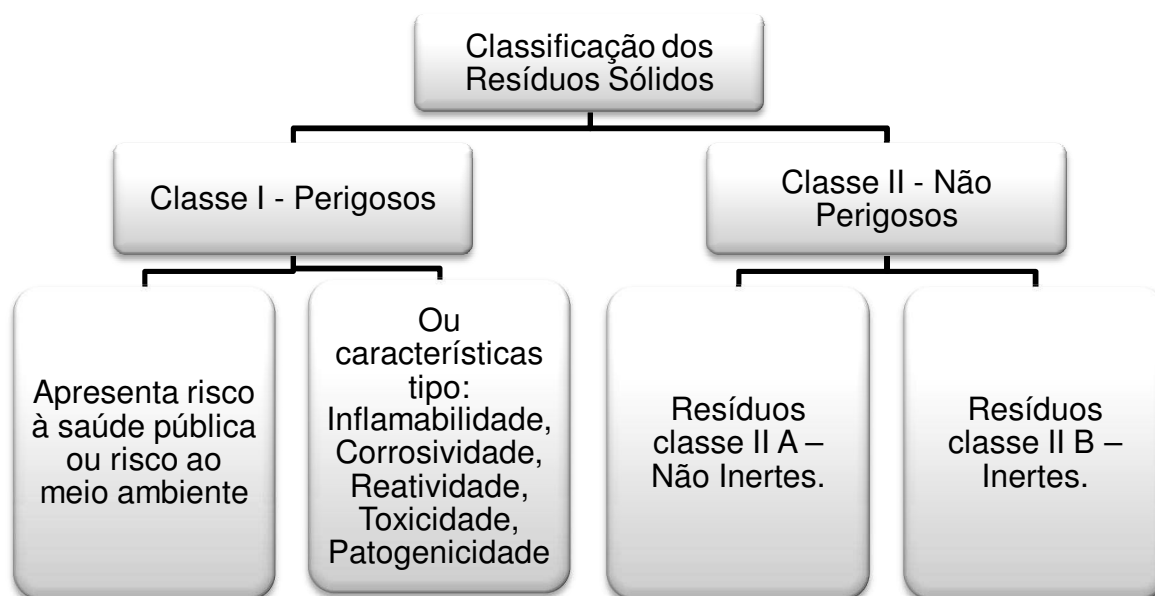 Classificação dos
Resíduos Sólidos
Classe I - Perigosos
Classe II - Não
Perigosos
Apresenta risco
à saúde pública
ou risco ao
meio ambiente
Ou
características
tipo:
Inflamabilidade,
Corrosividade,
Reatividade,
Toxicidade,
Patogenicidade
Resíduos
classe II A –
Não Inertes.
Resíduos
classe II B –
Inertes.